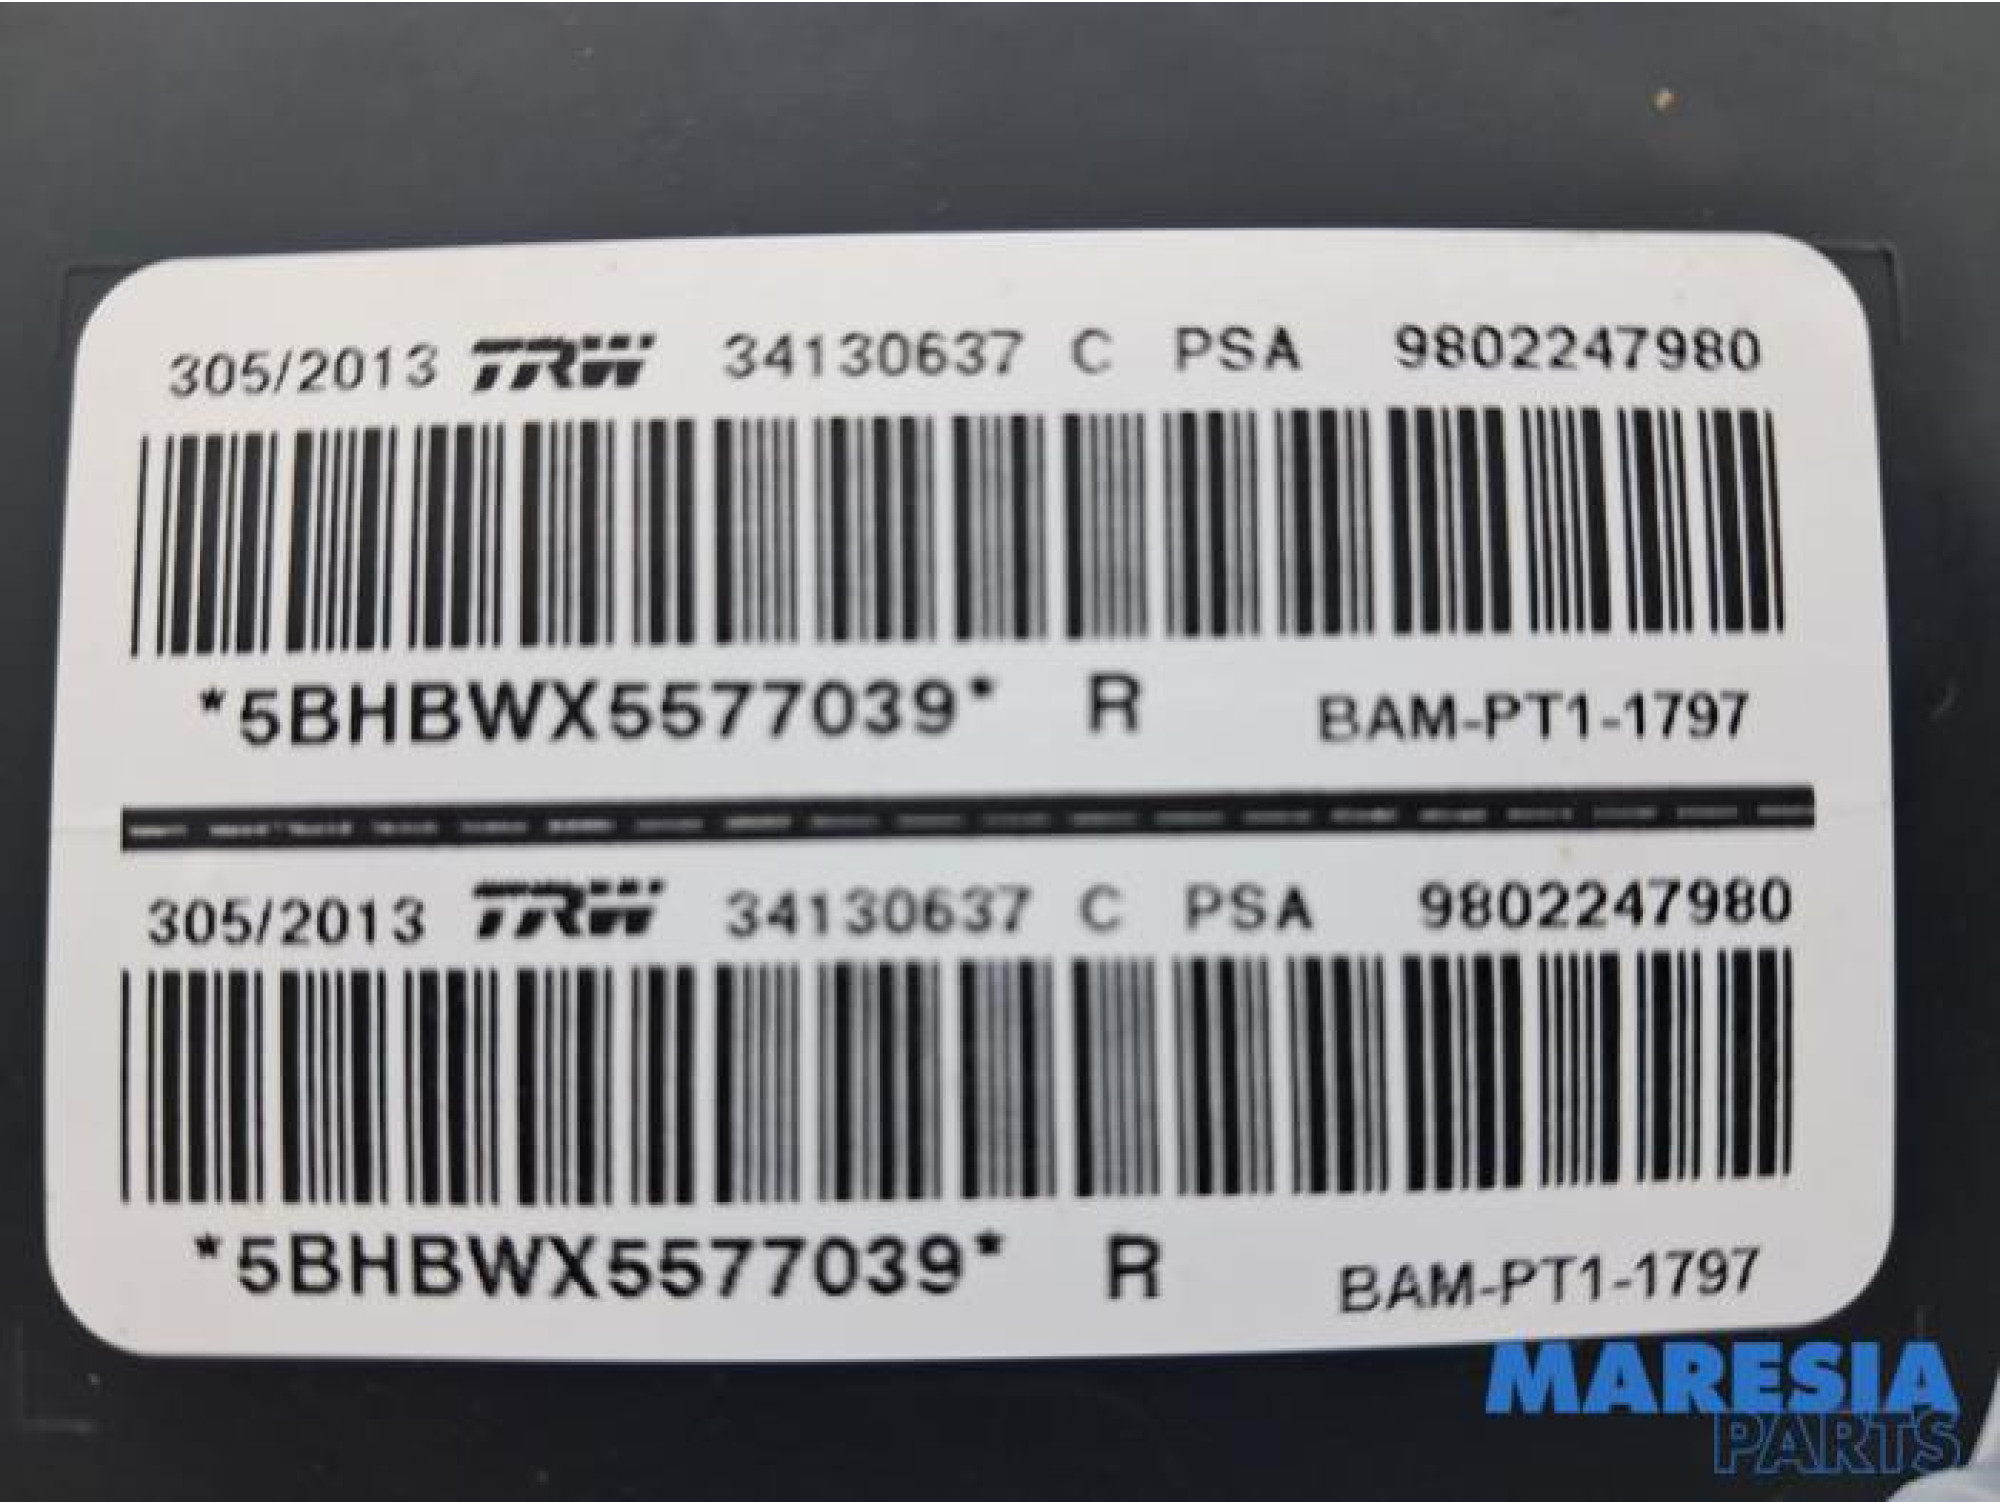 305/2013 TRW 34130637 C PSA 9802247980
*5BHBWX5577039* R BAM-PT1-1797
305/2013 TRW 34130637 C PSA 9802247980
*5BHBWX5577039* R BAM-PT1-1797
MARESIA
PARTS